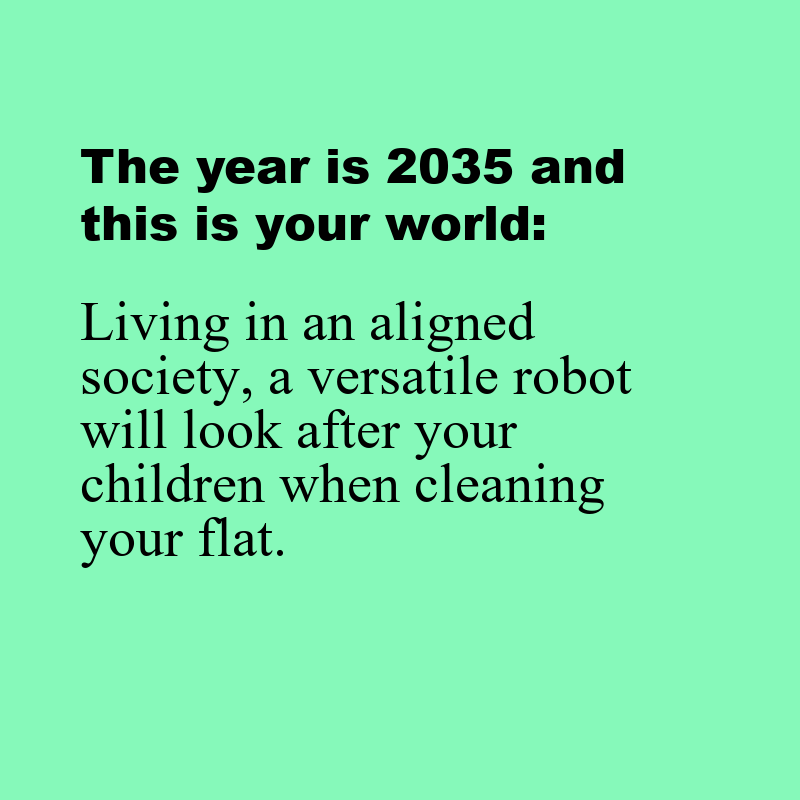 The year is 2035 and
this is your world:
Living in an aligned
society, a versatile robot
will look after your
children when cleaning
your flat.